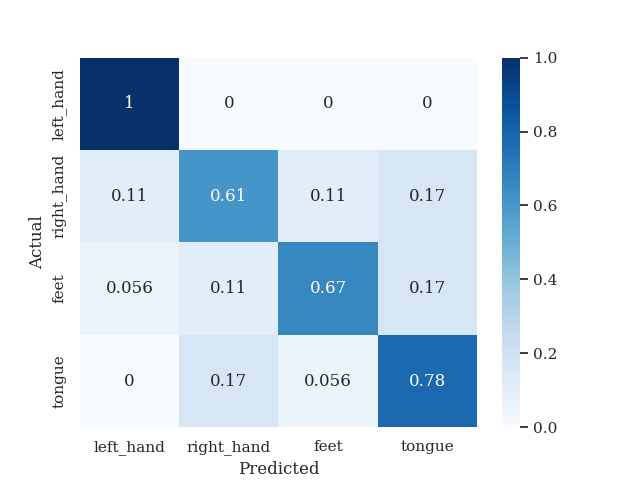 Actual
left_hand 1 0 0 0
right_hand 0.11 0.61 0.11 0.17
feet 0.056 0.11 0.67 0.17
tongue 0 0.17 0.056 0.78
left_hand right_hand feet tongue
Predicted
1.0
0.8
0.6
0.4
0.2
0.0